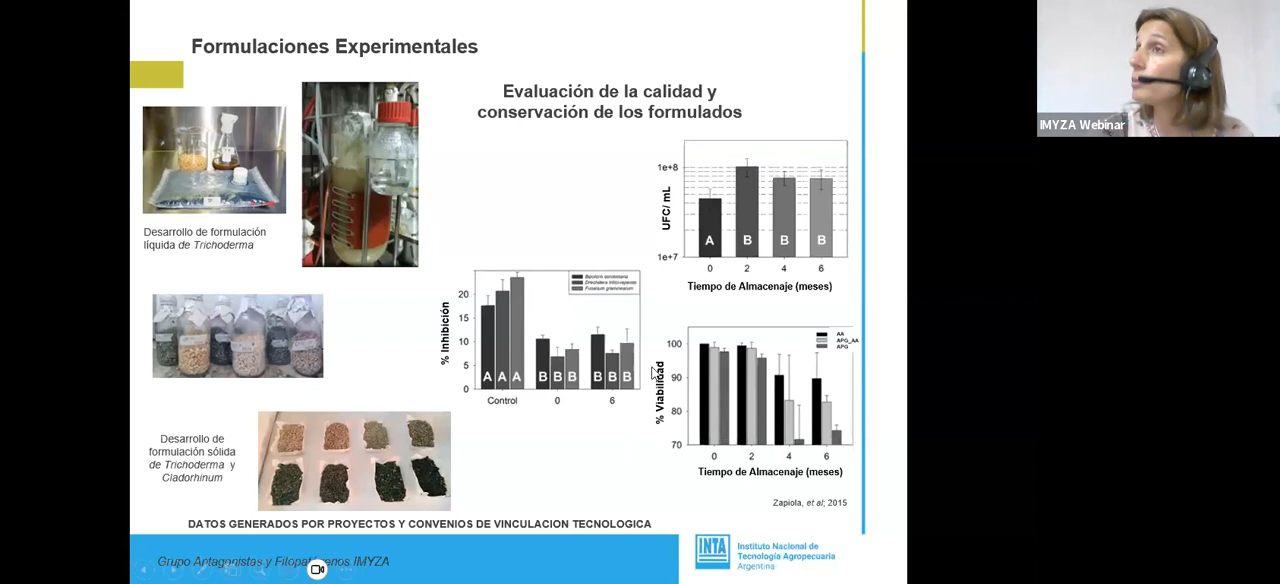 Formulaciones Experimentales
Evaluación de la calidad y
conservación de los formulados
Desarrollo de formulación
líquida de Trichoderma
Desarrollo de
formulación sólida
de Trichoderma y
Cladorhinum
UFC/ mL
1e+8
1e+7
A B B B
0 2 4 6
Tiempo de Almacenaje (meses)
% Inhibición
20
15
10
5
0
A A A B B B B B B
Control 0 6
% Viabilidad
100
90
80
70
AA
APG_AA
APG
0 2 4 6
Tiempo de Almacenaje (meses)
Zapiola, et al; 2015
DATOS GENERADOS POR PROYECTOS Y CONVENIOS DE VINCULACION TECNOLOGICA
Grupo Antagonistas y IMYZA
INTA
Instituto Nacional de
Tecnología Agropecuaria
Argentina
IMYZA Webinar